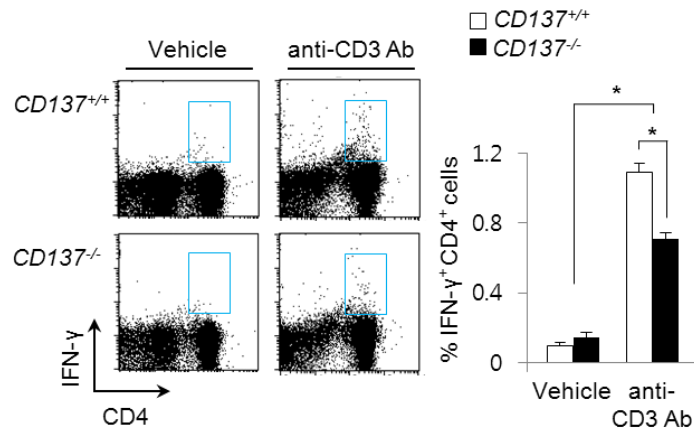 Vehicle
anti-CD3 Ab
CD137+/+
CD137-/-
IFN-γ
CD4
CD137+/+
CD137-/-
*
*
% IFN-γ+ CD4+ cells
1.2
0.8
0.4
0
Vehicle
anti-
CD3 Ab